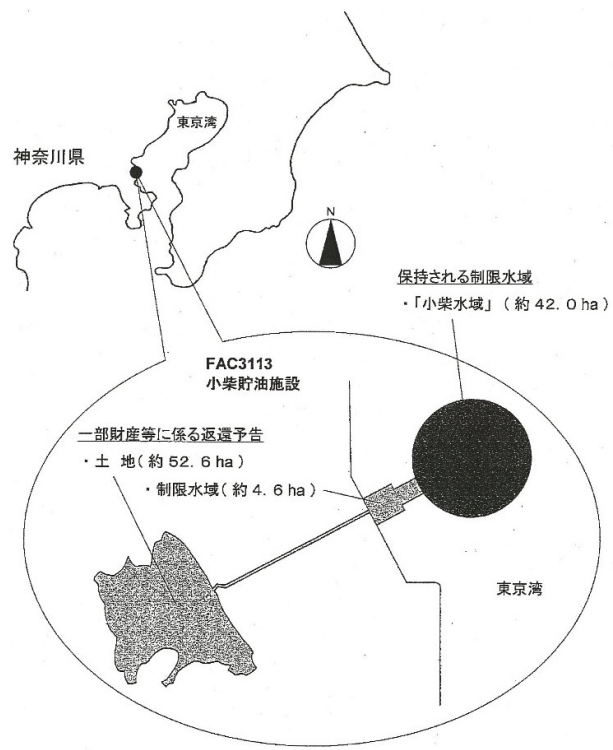 東京湾
神奈川県
N
保持される制限水域
・「小柴水域」(約42.0ha)
FAC3113
小柴貯油施設
一部財産等に係る返還予告
・土 地(約52.6ha)
・制限水域(約4.6ha)
東京湾